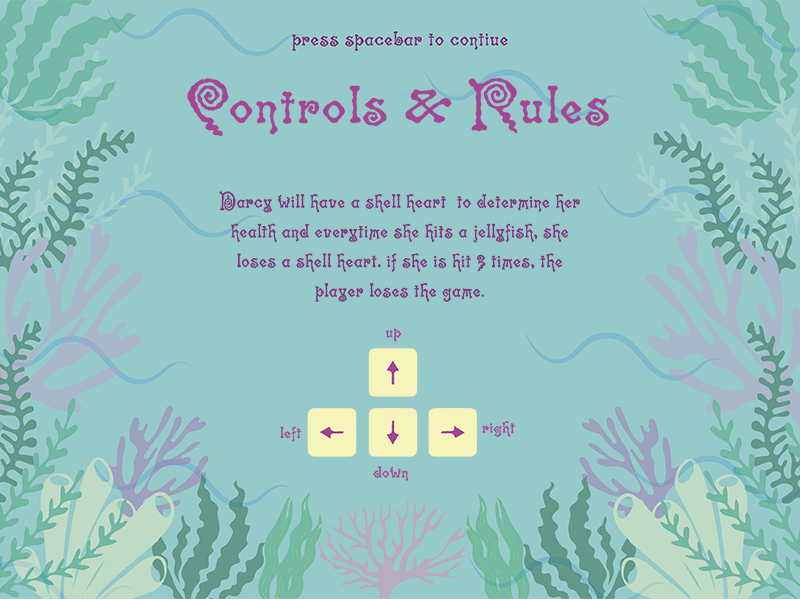 press spacebar to contiue
Controls & Rules
Darcy will have a shell heart to determine her
health and everytime she hits a jellyfish, she
loses a shell heart. if she is hit 3 times, the
player loses the game.
up
left
right
down